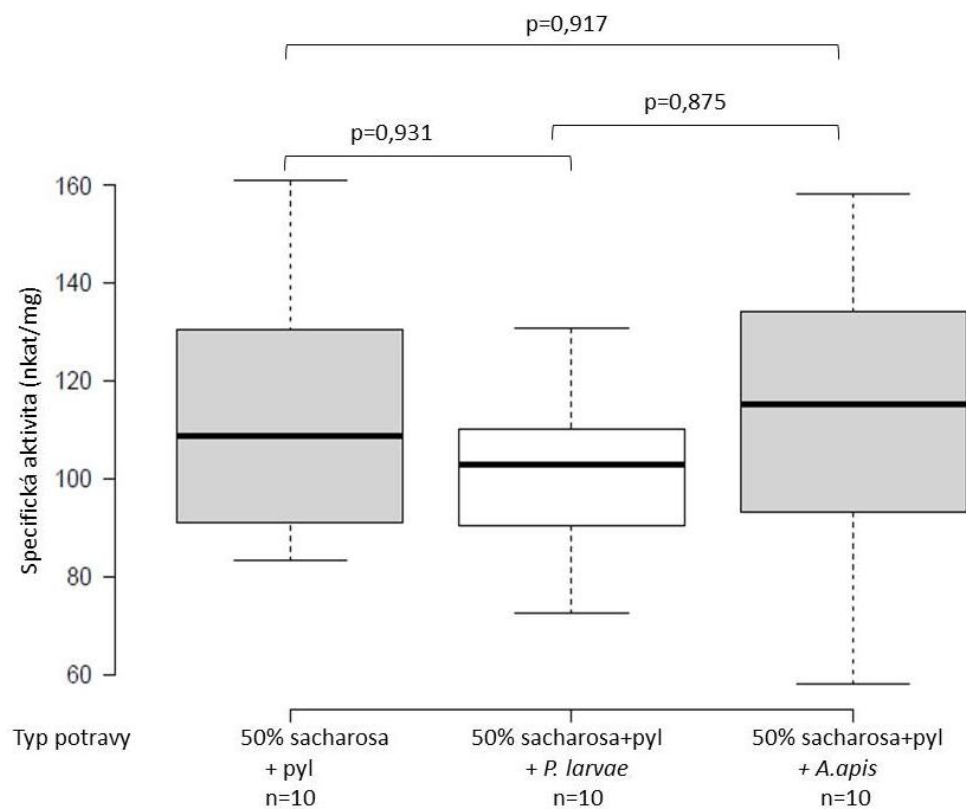 p=0,917
p=0,875
p=0,931
160
140
120
100
80
60
Specifická aktivita (nkat/mg)
Typ potravy
50% sacharosa
+ pyl
n=10
50% sacharosa+pyl
+ P. larvae
n=10
50% sacharosa+pyl
+ A.apis
n=10